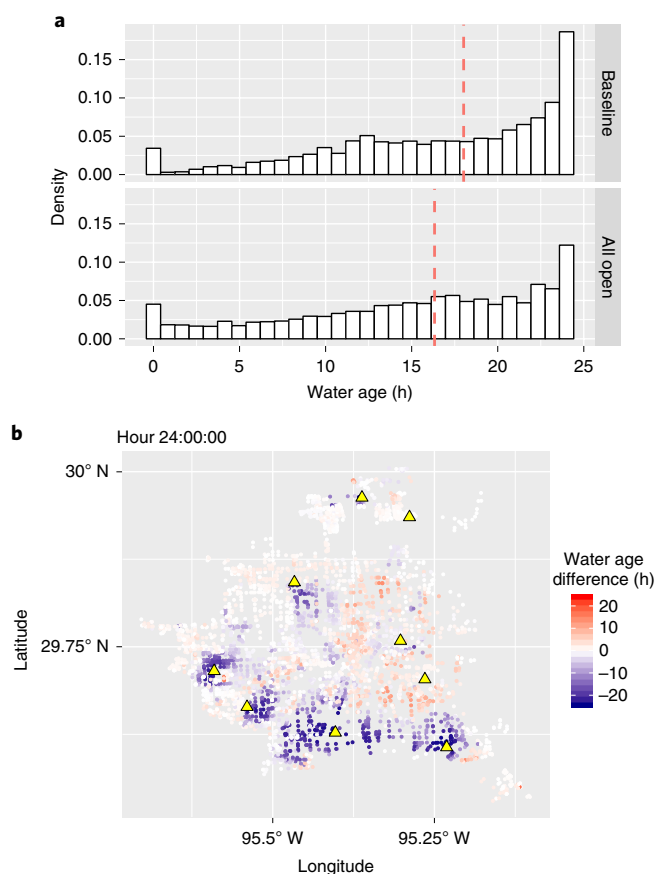 a
0.15
0.10
0.05
0.00
Baseline
0.15
0.10
0.05
0.00
All open
Density
0 5 10 15 20 25
Water age (h)
b
Hour 24:00:00
30° N
29.75° N
Latitude
95.5° W 95.25° W
Longitude
Water age
difference (h)
20
10
0
−10
−20